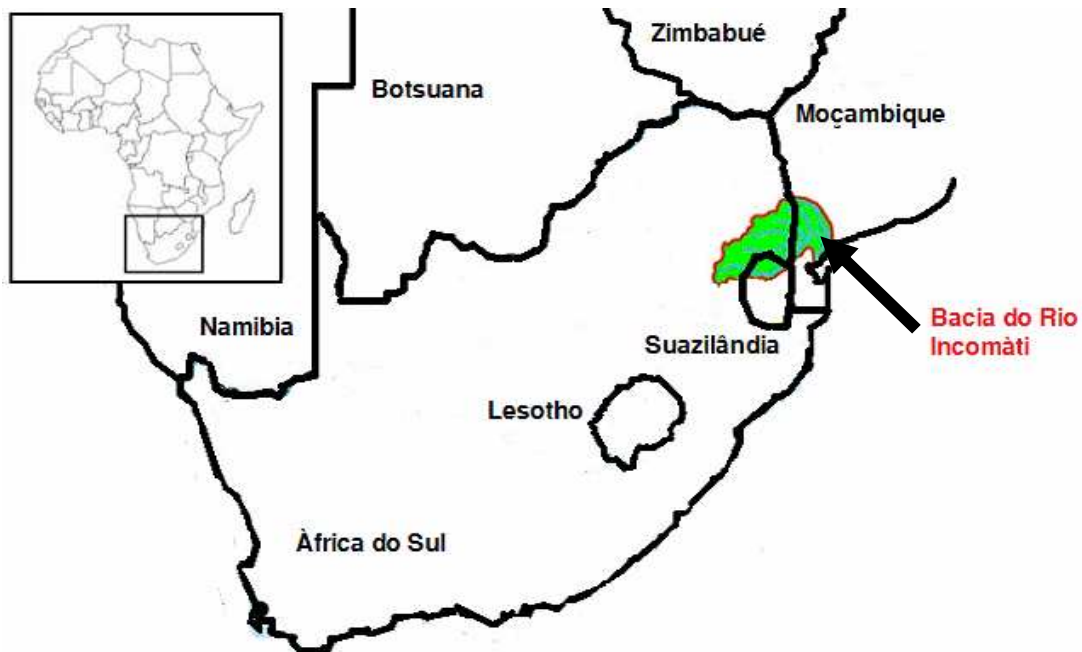 Zimbabué
Botsuana
Moçambique
Namibia
Bacia do Rio
Incomàti
Suazilândia
Lesotho
Àfrica do Sul